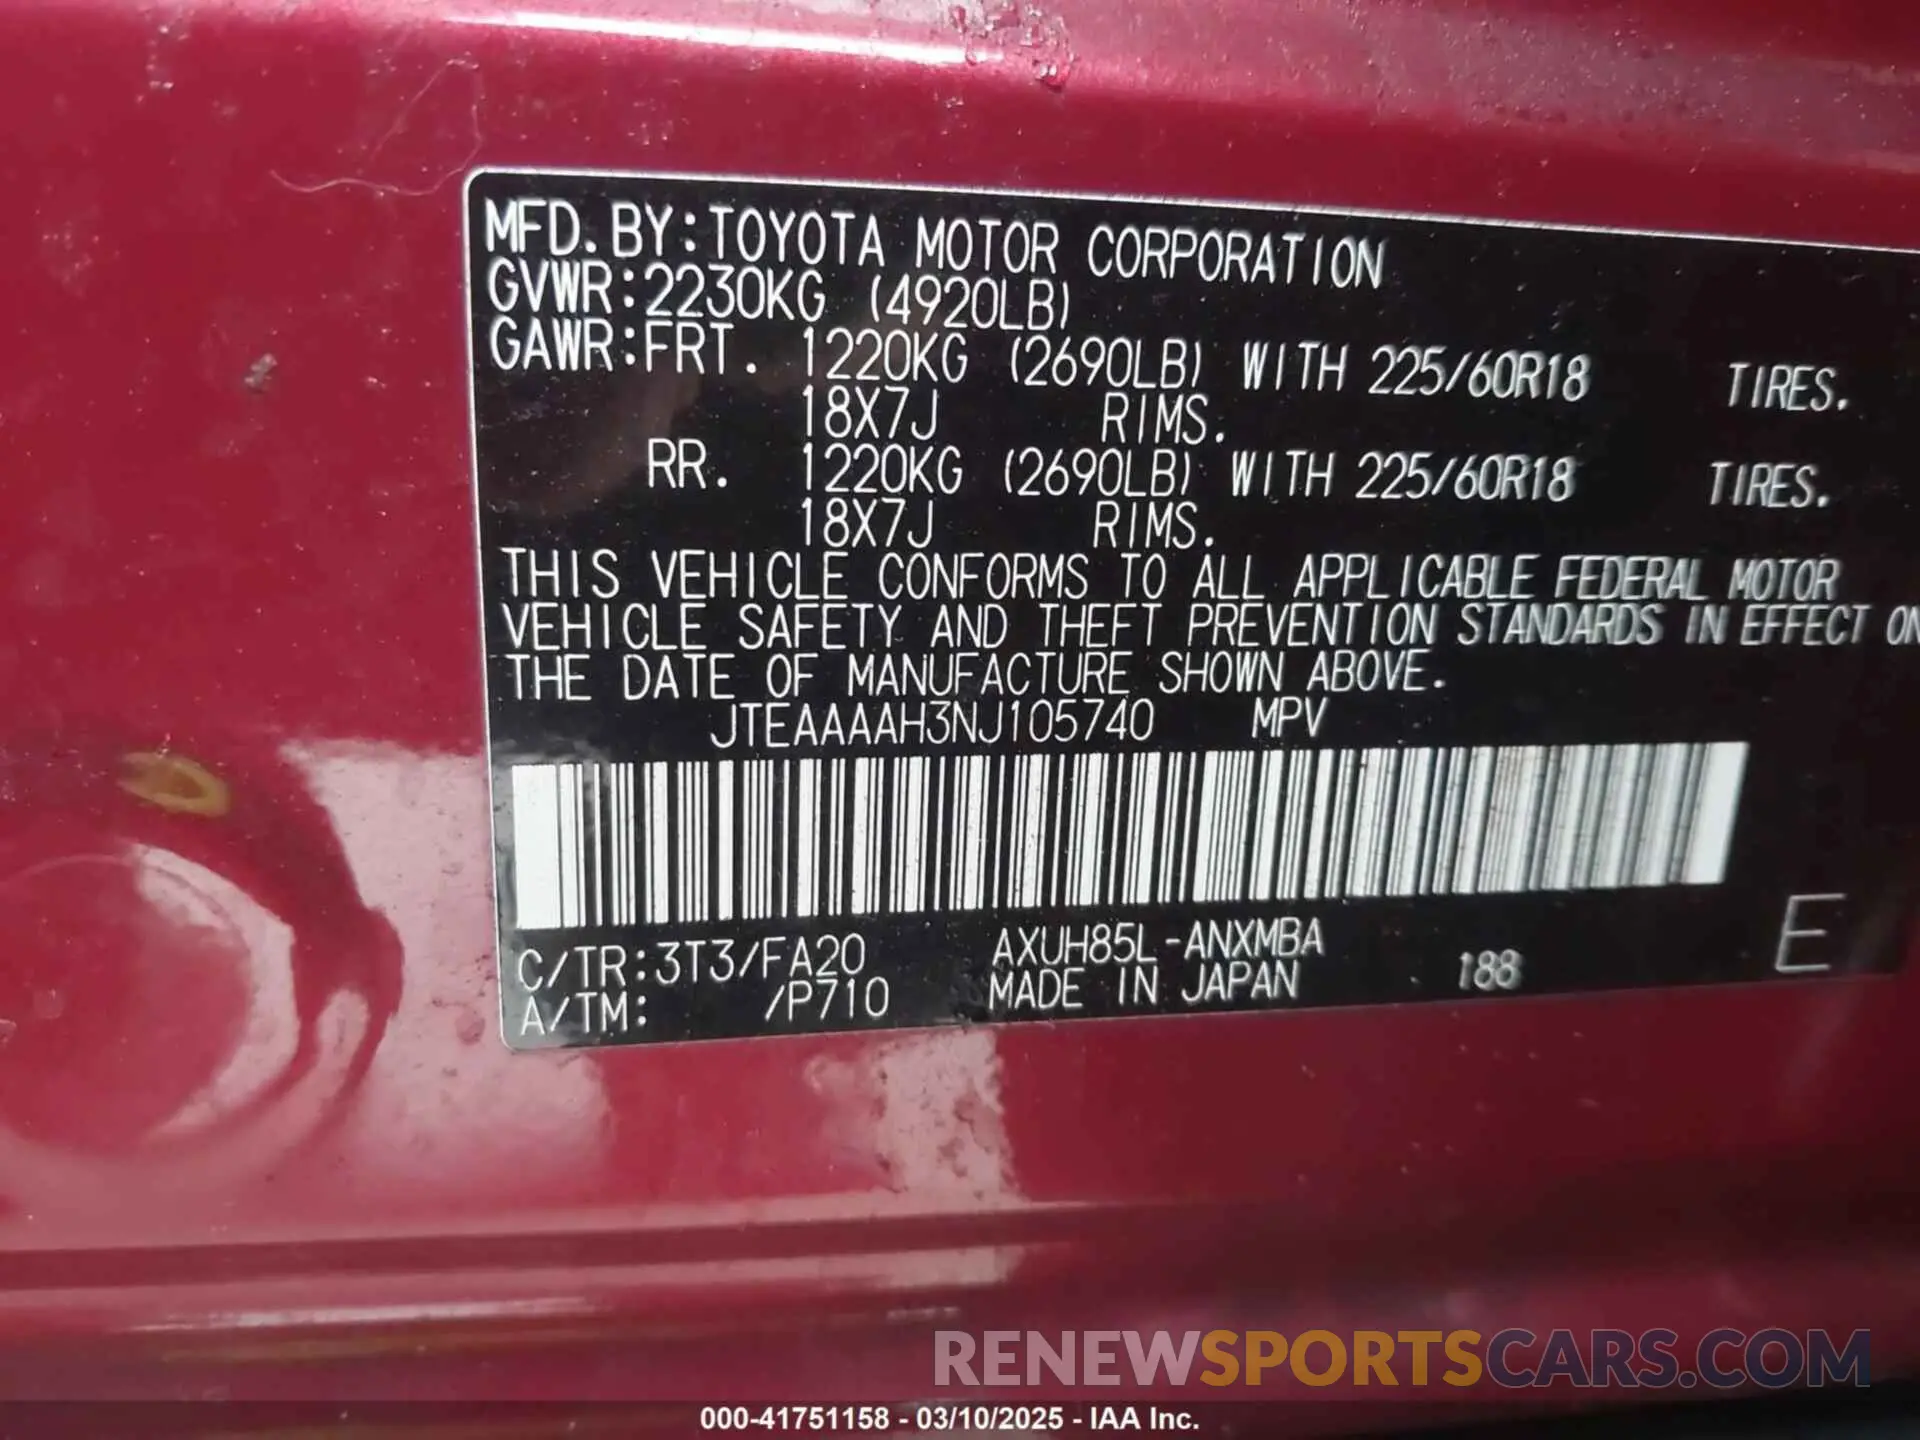 MFD. BY: TOYOTA MOTOR CORPORATION
GVWR: 2230KG (4920LB)
GAWR: FRT. 1220KG (2690LB) WITH 225/60R18 TIRES.
18X7J RIMS.
RR. 1220KG (2690LB) WITH 225/60R18 TIRES.
18X7J RIMS.
THIS VEHICLE CONFORMS TO ALL APPLICABLE FEDERAL MOTOR
VEHICLE SAFETY AND THEFT PREVENTION STANDARDS IN EFFECT ON
THE DATE OF MANUFACTURE SHOWN ABOVE.
JTEAAAAH3NJ105740 MPV
C/TR: 3T3/FA20 AXUH85L-ANXMBA 188 E
A/TM: /P710 MADE IN JAPAN
RENEWSPORTSCARS.COM
000-41751158 - 03/10/2025 - IAA Inc.